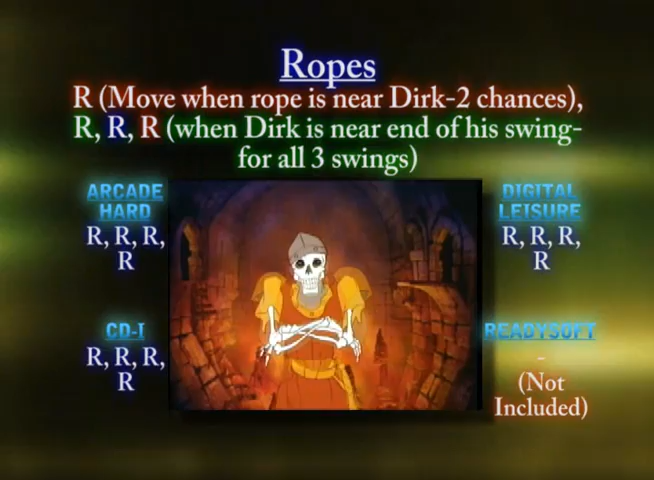 Ropes
R (Move when rope is near Dirk-2 chances),
R, R, R (when Dirk is near end of his swing-
for all 3 swings)
ARCADE
HARD
R, R, R,
R
DIGITAL
LEISURE
R, R, R,
R
CD-I
R, R, R,
R
READYSOFT
-
(Not
Included)